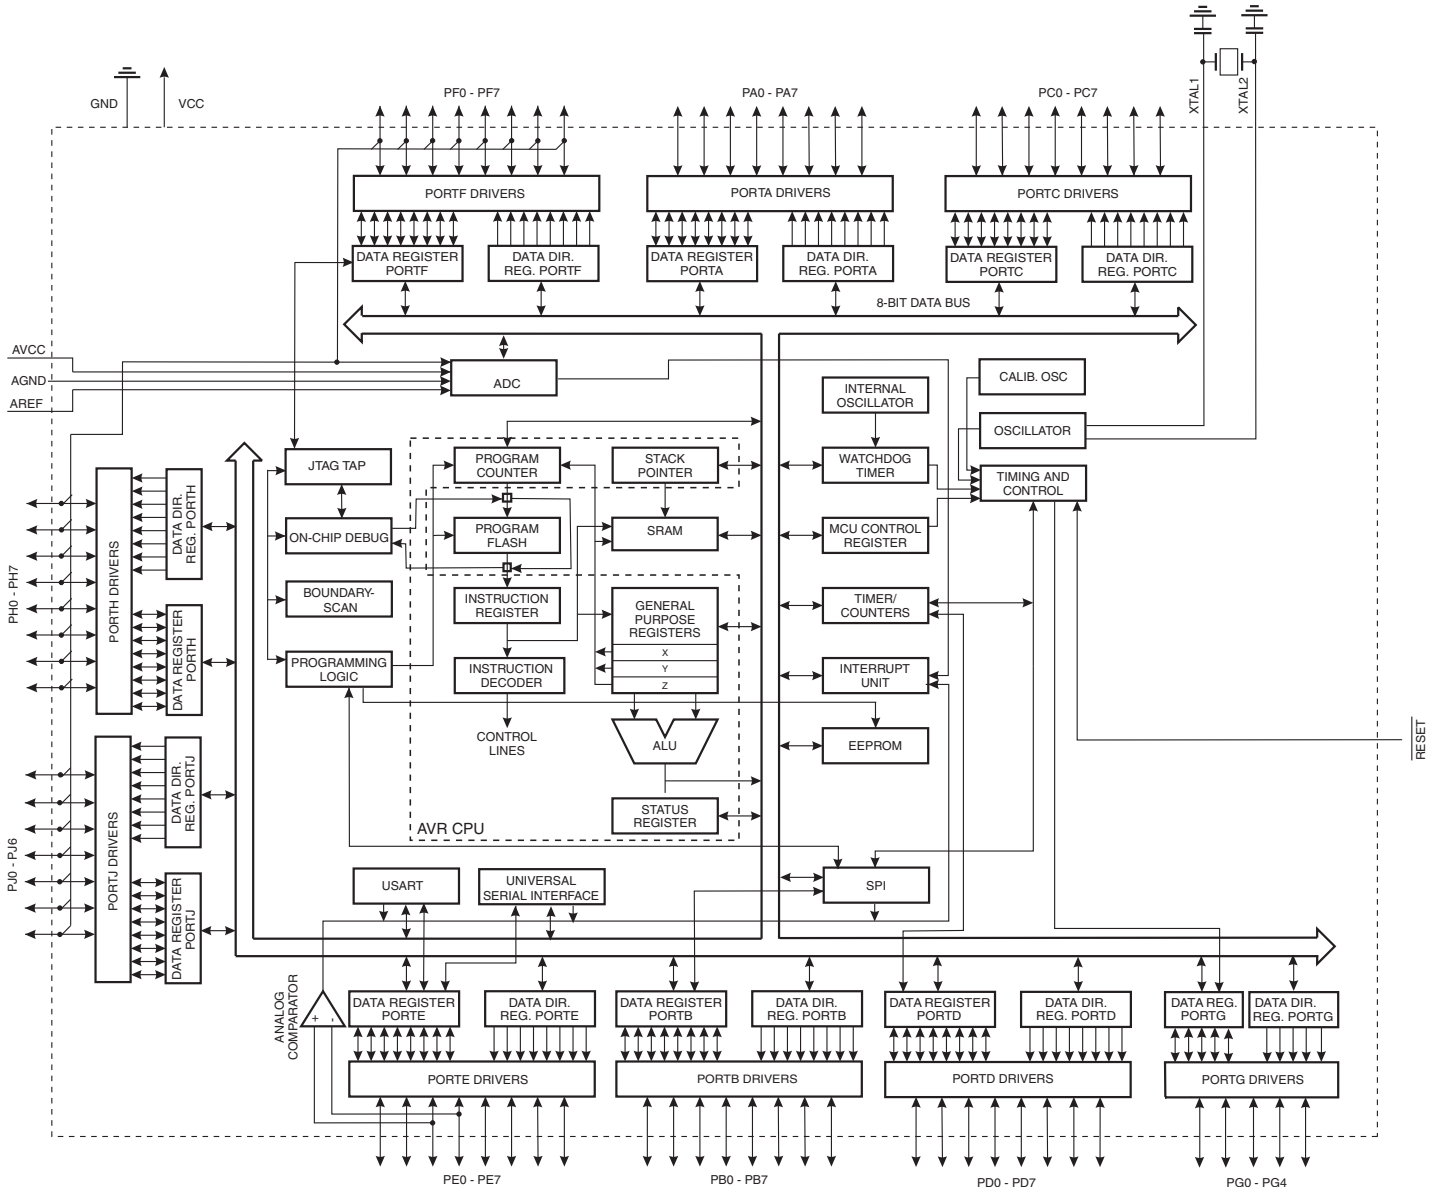 XTAL1
XTAL2
GND
VCC
PF0 - PF7
PA0 - PA7
PC0 - PC7
PORTF DRIVERS
PORTA DRIVERS
PORTC DRIVERS
DATA REGISTER
PORTF
DATA DIR.
REG. PORTF
DATA REGISTER
PORTA
DATA DIR.
REG. PORTA
DATA REGISTER
PORTC
DATA DIR.
REG. PORTC
8-BIT DATA BUS
AVCC
AGND
AREF
ADC
CALIB. OSC
INTERNAL
OSCILLATOR
OSCILLATOR
JTAG TAP
PROGRAM
COUNTER
STACK
POINTER
WATCHDOG
TIMER
TIMING AND
CONTROL
ON-CHIP DEBUG
PROGRAM
FLASH
SRAM
MCU CONTROL
REGISTER
BOUNDARY-
SCAN
INSTRUCTION
REGISTER
GENERAL
PURPOSE
REGISTERS
X
Y
Z
TIMER/
COUNTERS
PROGRAMMING
LOGIC
INSTRUCTION
DECODER
INTERRUPT
UNIT
CONTROL
LINES
ALU
EEPROM
RESET
STATUS
REGISTER
AVR CPU
PH0 - PH7
PORTH DRIVERS
DATA DIR.
REG. PORTH
DATA REGISTER
PORTH
PJ0 - PJ6
PORTJ DRIVERS
DATA DIR.
REG. PORTJ
DATA REGISTER
PORTJ
USART
UNIVERSAL
SERIAL INTERFACE
SPI
ANALOG
COMPARATOR
+
-
DATA REGISTER
PORTE
DATA DIR.
REG. PORTE
DATA REGISTER
PORTB
DATA DIR.
REG. PORTB
DATA REGISTER
PORTD
DATA DIR.
REG. PORTD
DATA REG.
PORTG
DATA DIR.
REG. PORTG
PORTE DRIVERS
PORTB DRIVERS
PORTD DRIVERS
PORTG DRIVERS
PE0 - PE7
PB0 - PB7
PD0 - PD7
PG0 - PG4